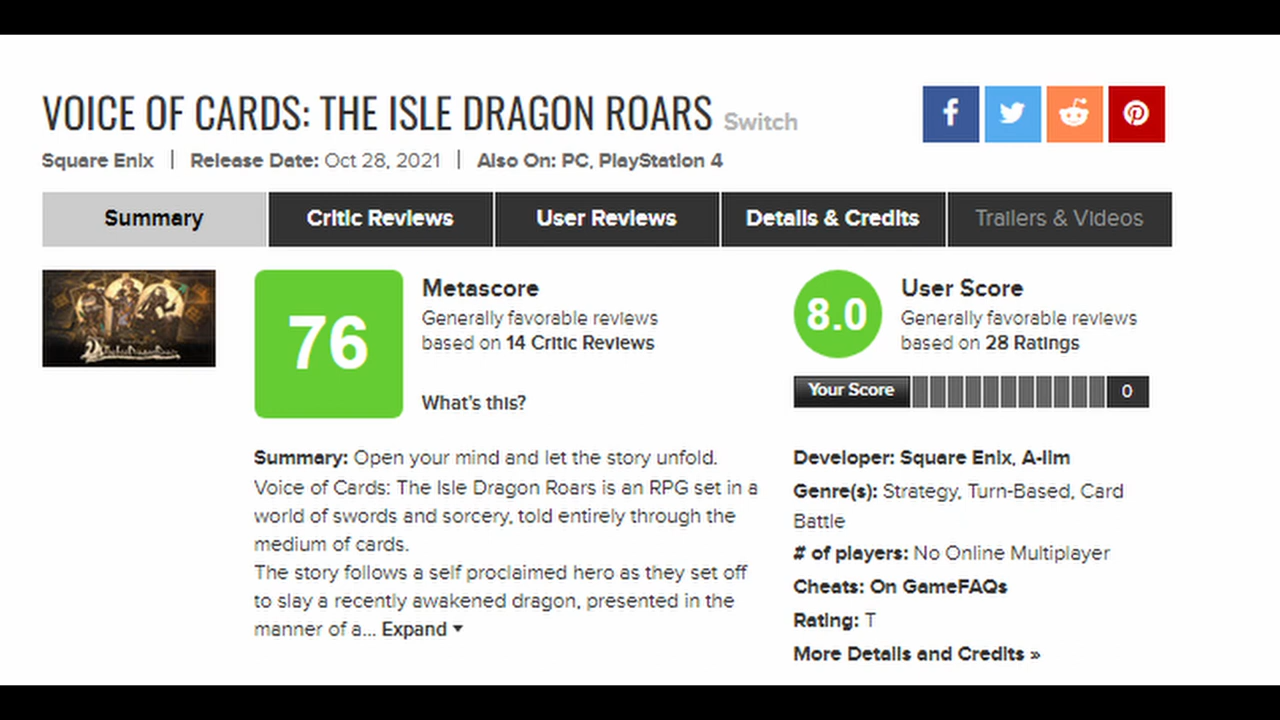 VOICE OF CARDS: THE ISLE DRAGON ROARS Switch
Square Enix | Release Date: Oct 28, 2021 | Also On: PC, PlayStation 4
Summary
Critic Reviews
User Reviews
Details & Credits
Trailers & Videos
76
Metascore
Generally favorable reviews
based on 14 Critic Reviews
What's this?
8.0
User Score
Generally favorable reviews
based on 28 Ratings
Your Score
0
Summary: Open your mind and let the story unfold.
Voice of Cards: The Isle Dragon Roars is an RPG set in a
world of swords and sorcery, told entirely through the
medium of cards.
The story follows a self proclaimed hero as they set off
to slay a recently awakened dragon, presented in the
manner of a... Expand
Developer: Square Enix, A-lim
Genre(s): Strategy, Turn-Based, Card
Battle
# of players: No Online Multiplayer
Cheats: On GameFAQs
Rating: T
More Details and Credits »